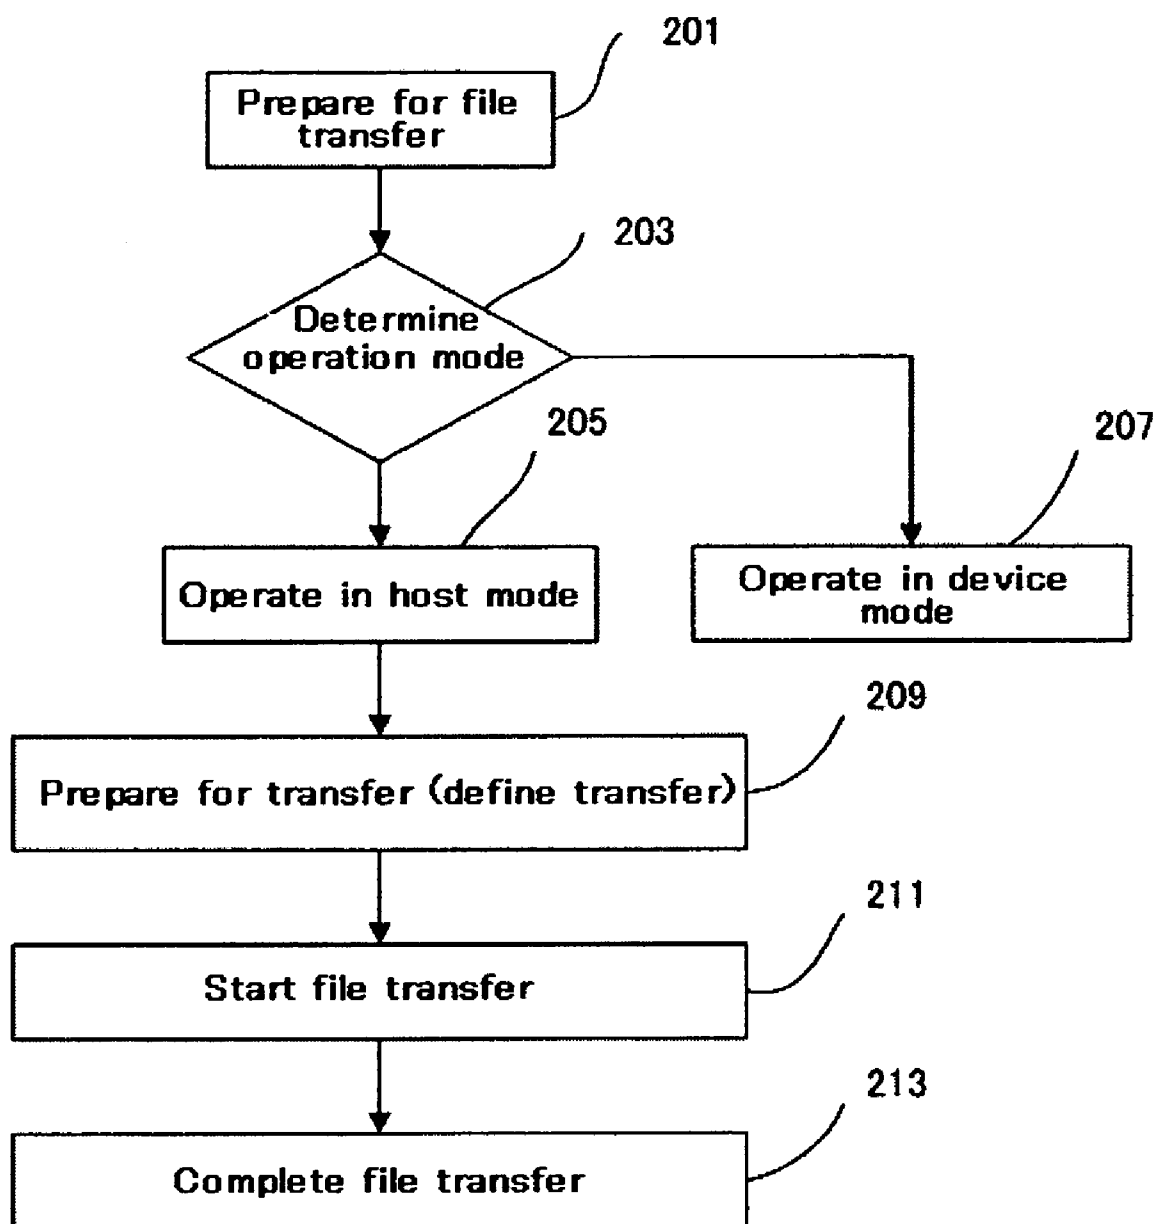 201
Prepare for file
transfer
203
Determine
operation mode
205
207
Operate in host mode
Operate in device
mode
209
Prepare for transfer (define transfer)
211
Start file transfer
213
Complete file transfer